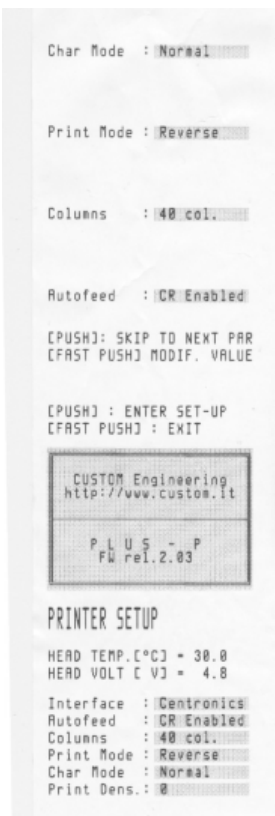 Char Mode : Normal
Print Mode : Reverse
Columns : 40 col.
Autofeed : CR Enabled
[PUSH]: SKIP TO NEXT PAR
[FAST PUSH] MODIF. VALUE
[PUSH] : ENTER SET-UP
[FAST PUSH] : EXIT
CUSTOM Engineering
http://www.custom.it
P L U S - P
FW rel.2.03
PRINTER SETUP
HEAD TEMP.[°C] = 30.0
HEAD VOLT [ V] = 4.8
Interface : Centronics
Autofeed : CR Enabled
Columns : 40 col.
Print Mode : Reverse
Char Mode : Normal
Print Dens.: 0